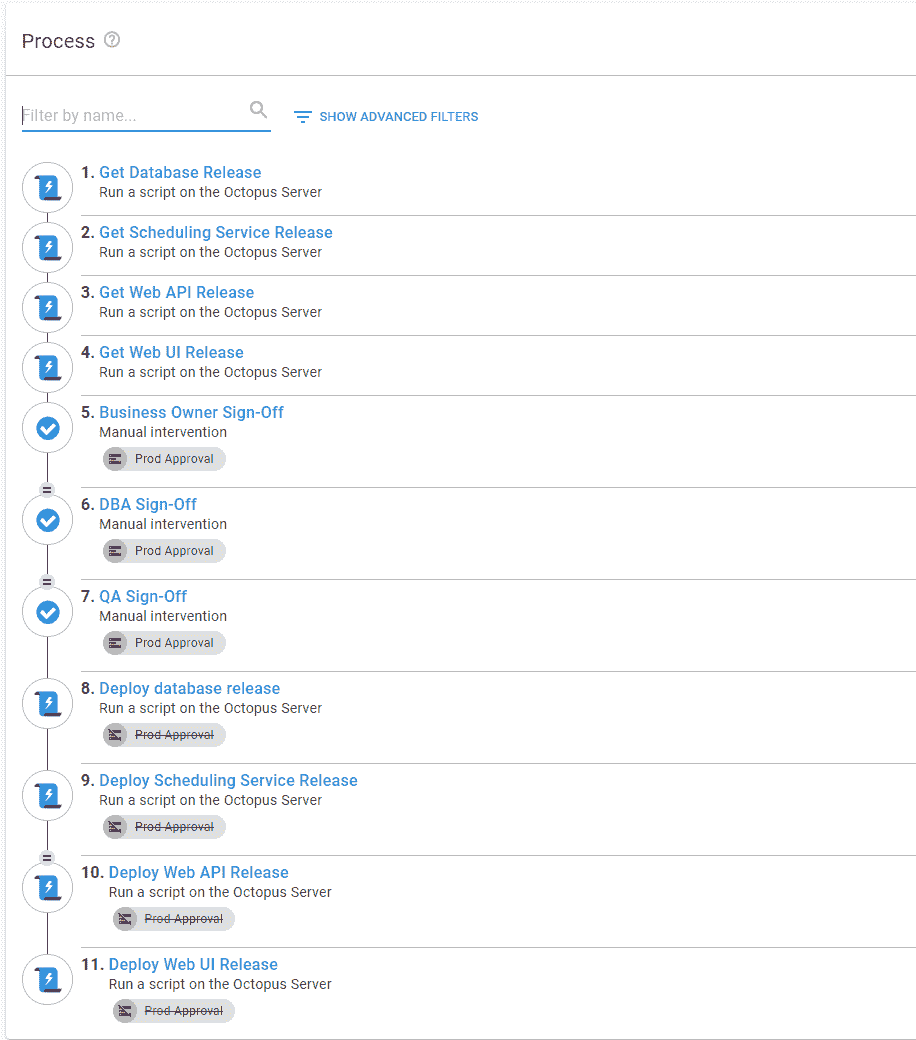 Process ?
Filter by name...
SHOW ADVANCED FILTERS
1. Get Database Release
Run a script on the Octopus Server
2. Get Scheduling Service Release
Run a script on the Octopus Server
3. Get Web API Release
Run a script on the Octopus Server
4. Get Web UI Release
Run a script on the Octopus Server
5. Business Owner Sign-Off
Manual intervention
Prod Approval
6. DBA Sign-Off
Manual intervention
Prod Approval
7. QA Sign-Off
Manual intervention
Prod Approval
8. Deploy database release
Run a script on the Octopus Server
Prod Approval
9. Deploy Scheduling Service Release
Run a script on the Octopus Server
Prod Approval
10. Deploy Web API Release
Run a script on the Octopus Server
Prod Approval
11. Deploy Web UI Release
Run a script on the Octopus Server
Prod Approval